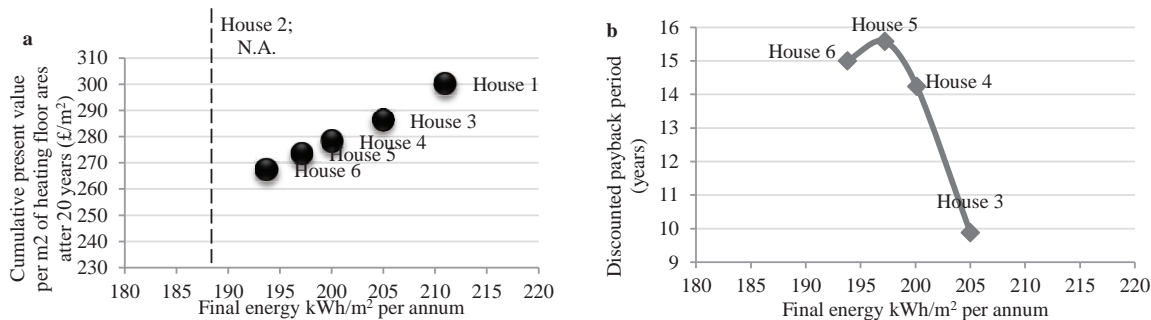 a
House 2;
N.A.
Cumulative present value
per m2 of heating floor ares
atter 20 years (£/m²)
310
300
290
280
270
260
250
240
230
House 1
House 3
House 4
House 5
House 6
180 185 190 195 200 205 210 215 220
Final energy kWh/m² per annum
b
Discounted payback period
(years)
16
15
14
13
12
11
10
9
House 5
House 6
House 4
House 3
180 185 190 195 200 205 210 215 220
Final energy kWh/m² per annum